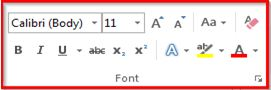 Calibri (Body) 11 A A Aa A
B I U abc x₂ x² A ab A
Font